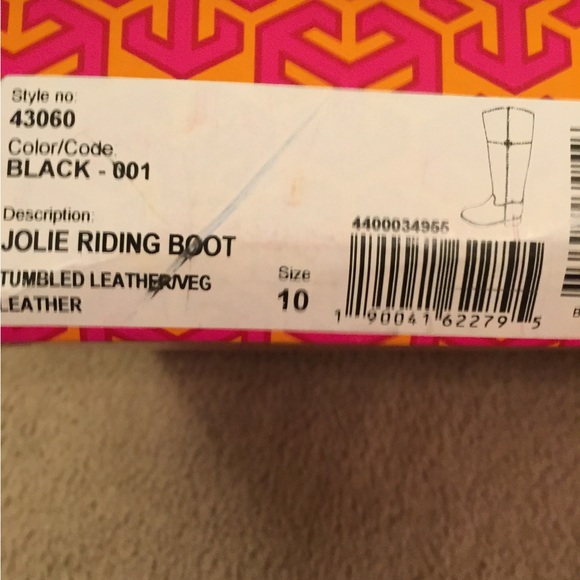 Style no:
43060
Color/Code
BLACK - 001
Description:
JOLIE RIDING BOOT
TUMBLED LEATHER/VEG
LEATHER
Size
10
4400034955
1 90041 62279 5
B